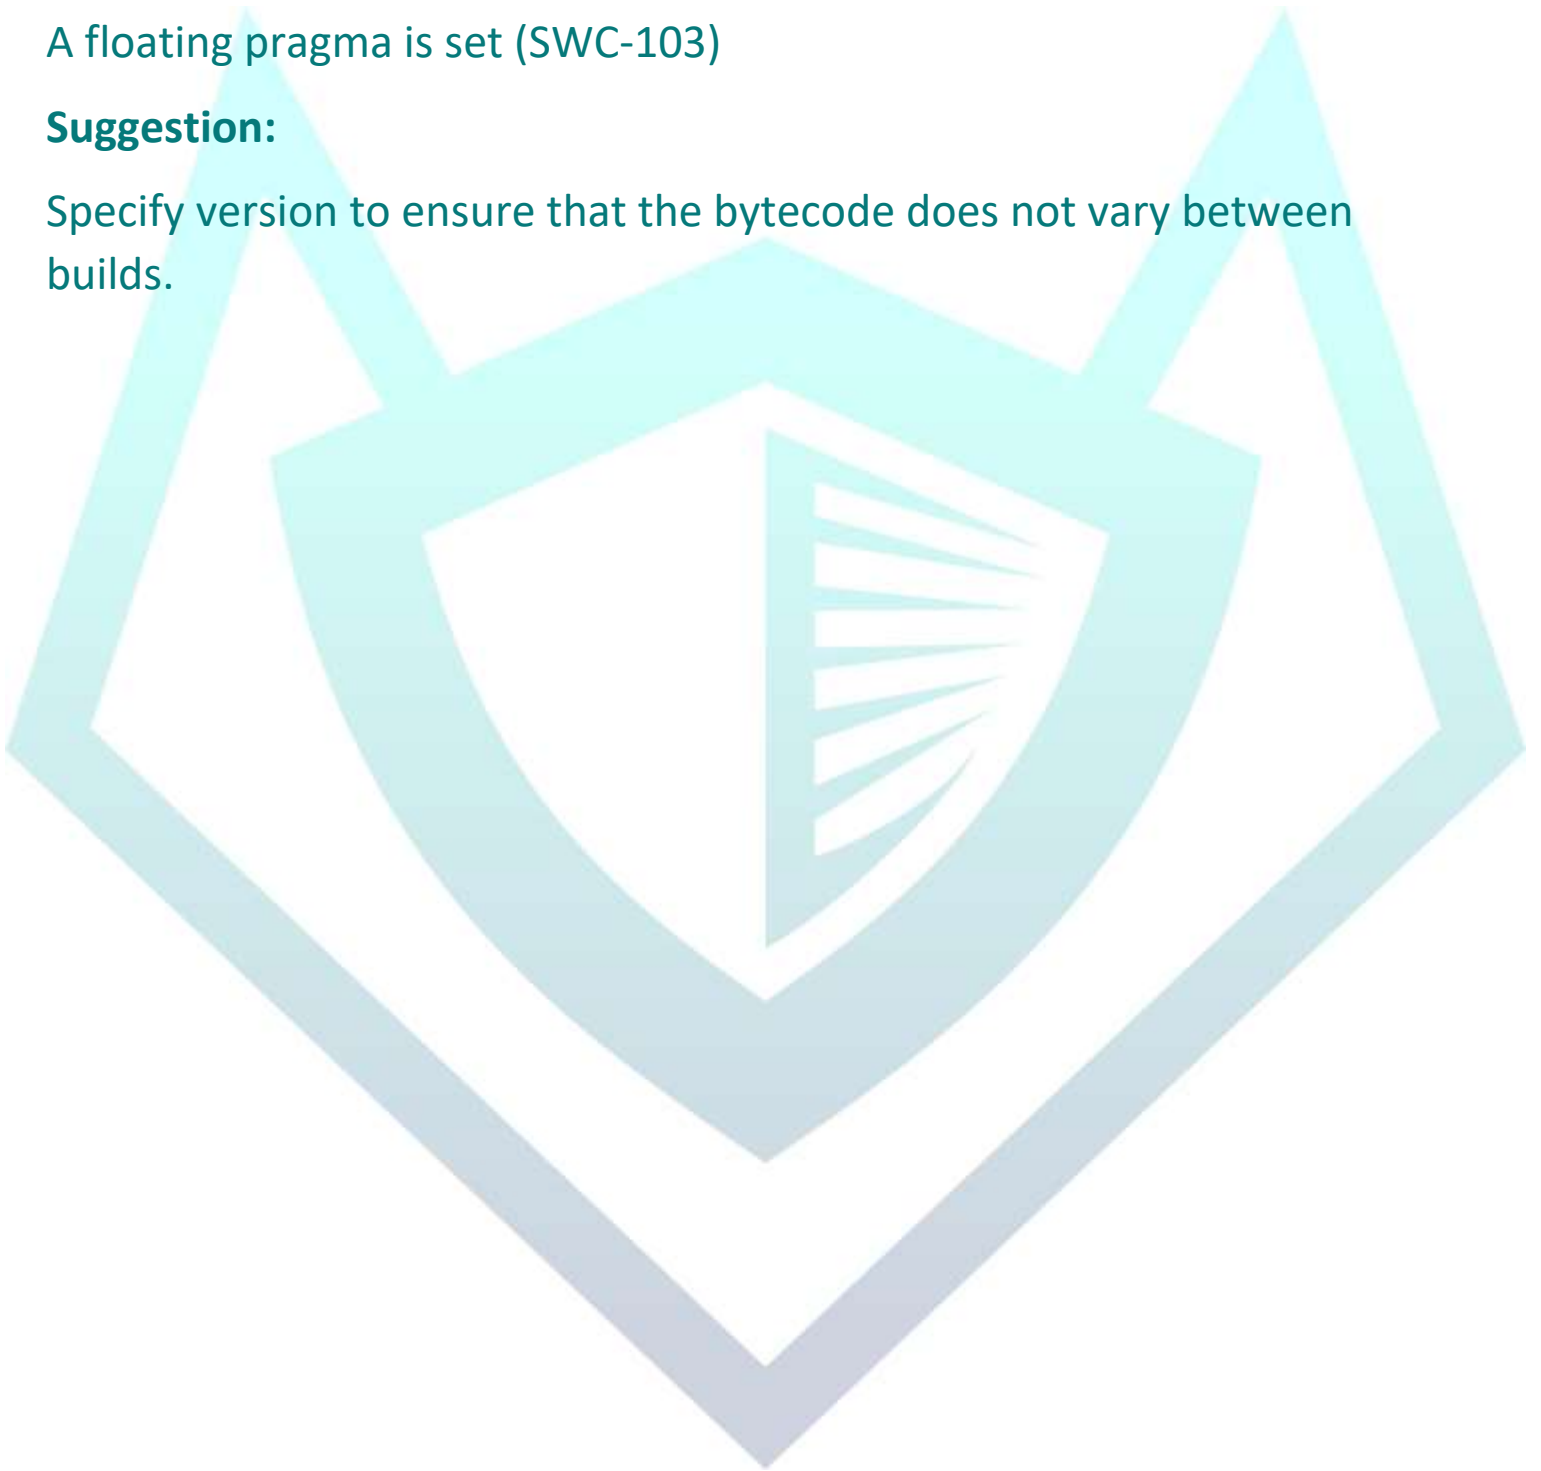 A floating pragma is set (SWC-103)
Suggestion:
Specify version to ensure that the bytecode does not vary between
builds.